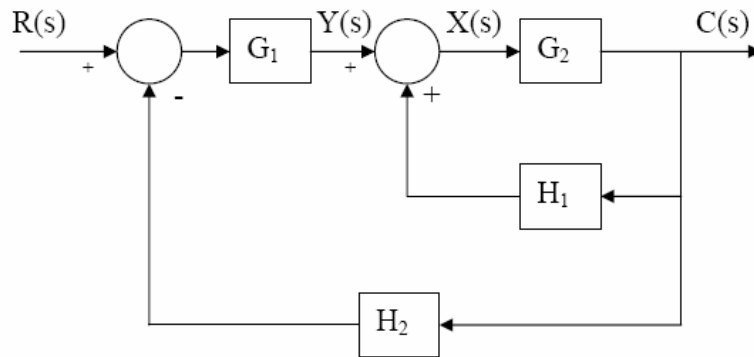 R(s) G₁ Y(s) X(s) G₂ C(s)
+ +
- +
H₁
H₂